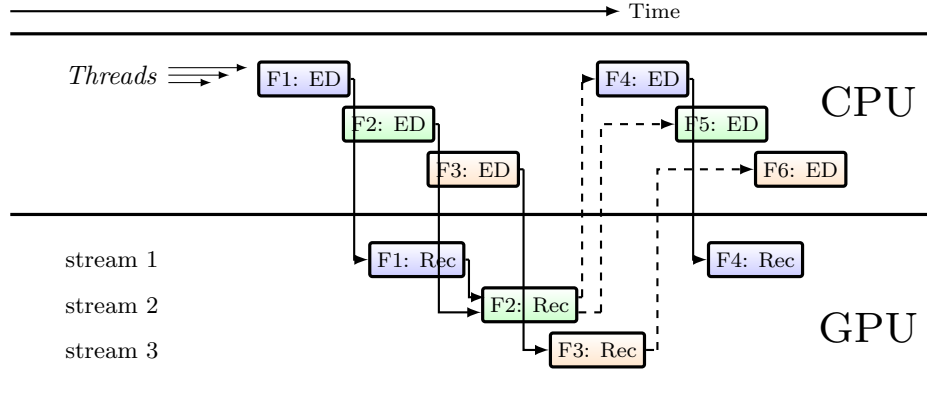 Time
Threads
F1: ED
F4: ED
CPU
F2: ED
F5: ED
F3: ED
F6: ED
stream 1
F1: Rec
F4: Rec
stream 2
F2: Rec
GPU
stream 3
F3: Rec